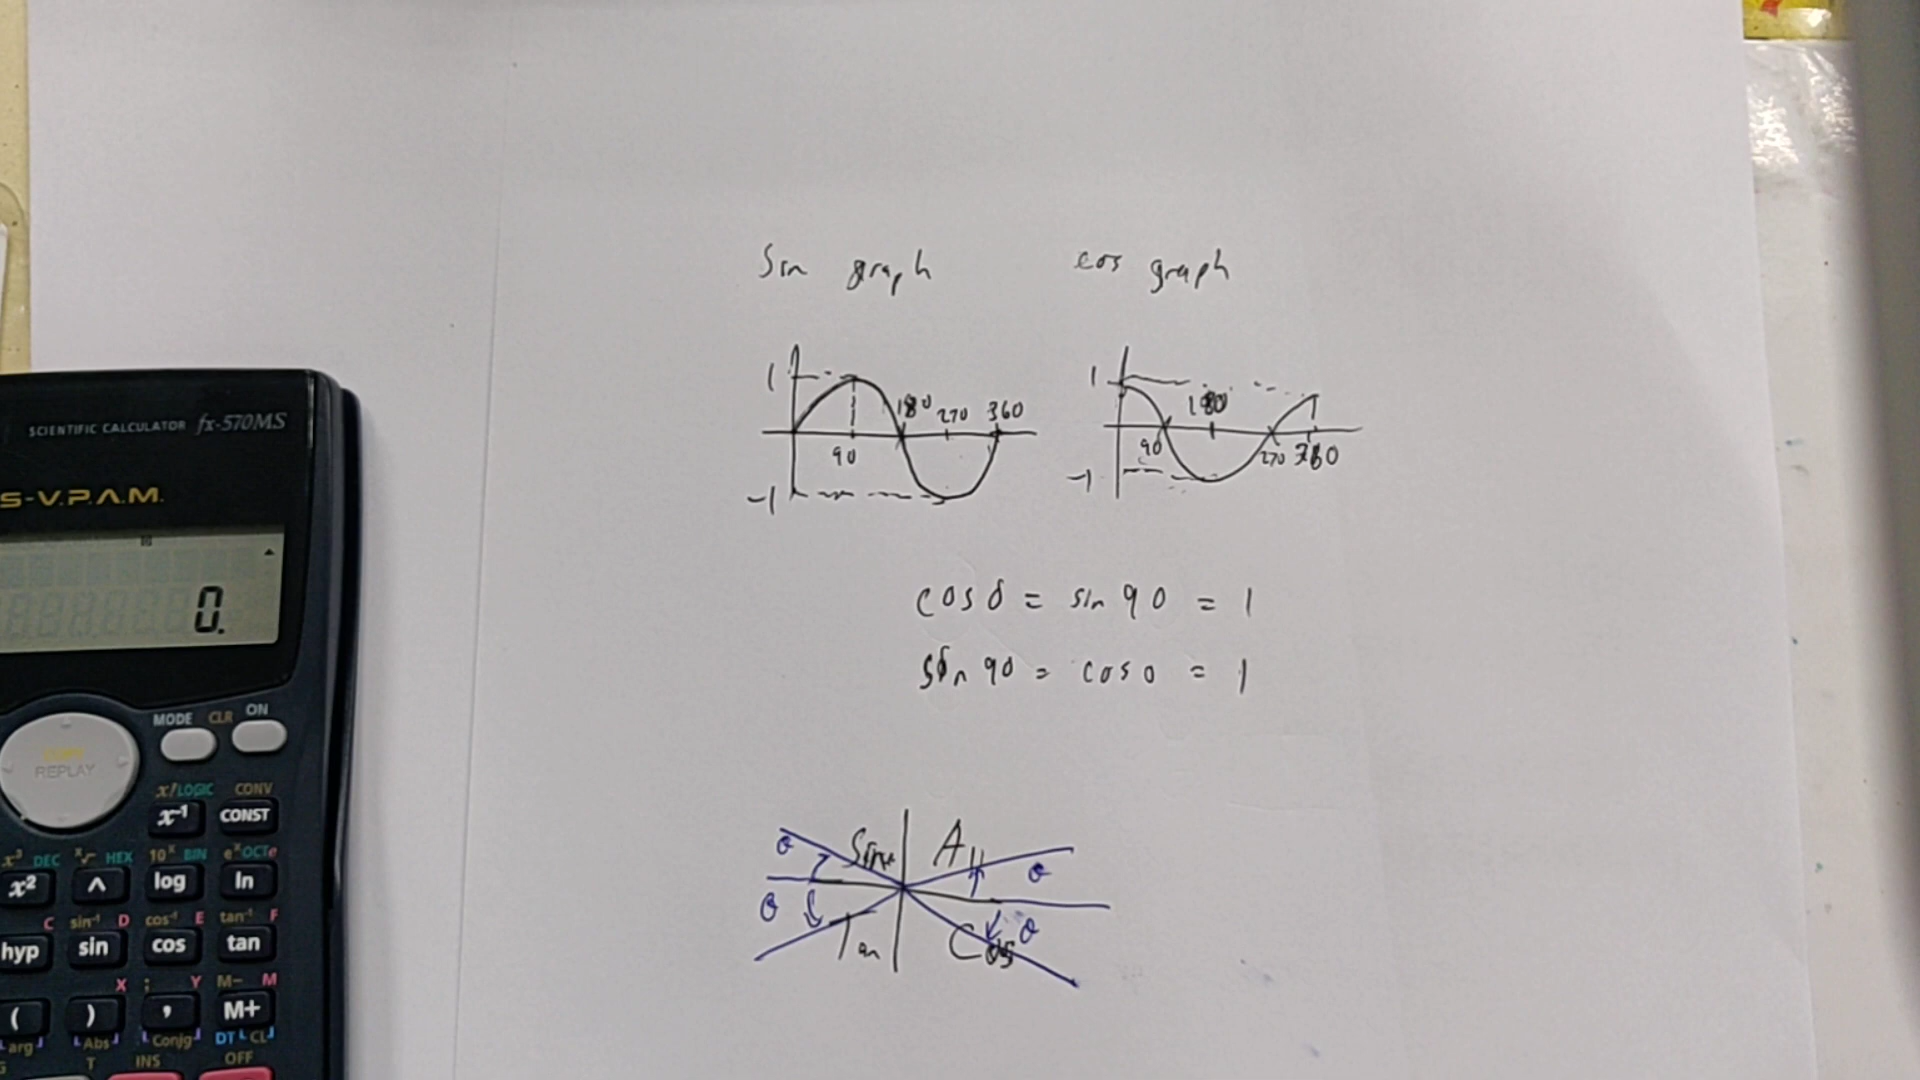 Sin graph
cos graph
1
180
270
360
90
-1
1
180
90
270
360
-1
cos 0 = sin 90 = 1
sin 90 = cos 0 = 1
θ
Sine
All
θ
θ
Tan
Cos
θ
SCIENTIFIC CALCULATOR fx-570MS
S-V.P.A.M.
0.
MODE CLR ON
REPLAY
x! LOGIC CONV
x⁻¹ CONST
x³ DEC HEX 10ˣ BIN eˣ OCT e
x² ^ log ln
C sin⁻¹ D cos⁻¹ E tan⁻¹ F
hyp sin cos tan
X ; Y M– M
( ) , M+
arg Abs Conjg DT CL
T INS OFF